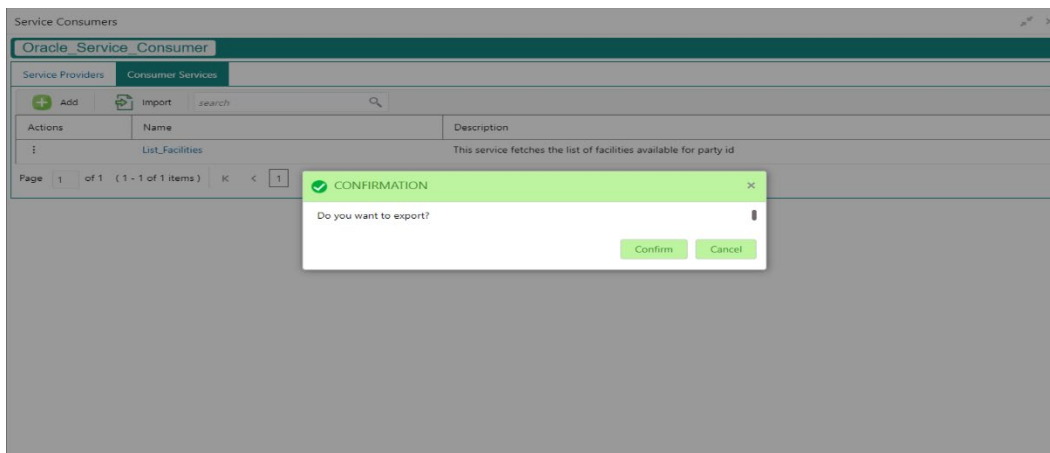 Service Consumers
Oracle_Service_Consumer
Service Providers Consumer Services
Add Import search
Actions Name Description
List_Facilities This service fetches the list of facilities available for party id
Page 1 of 1 (1 - 1 of 1 items) K < 1
CONFIRMATION ×
Do you want to export?
Confirm Cancel